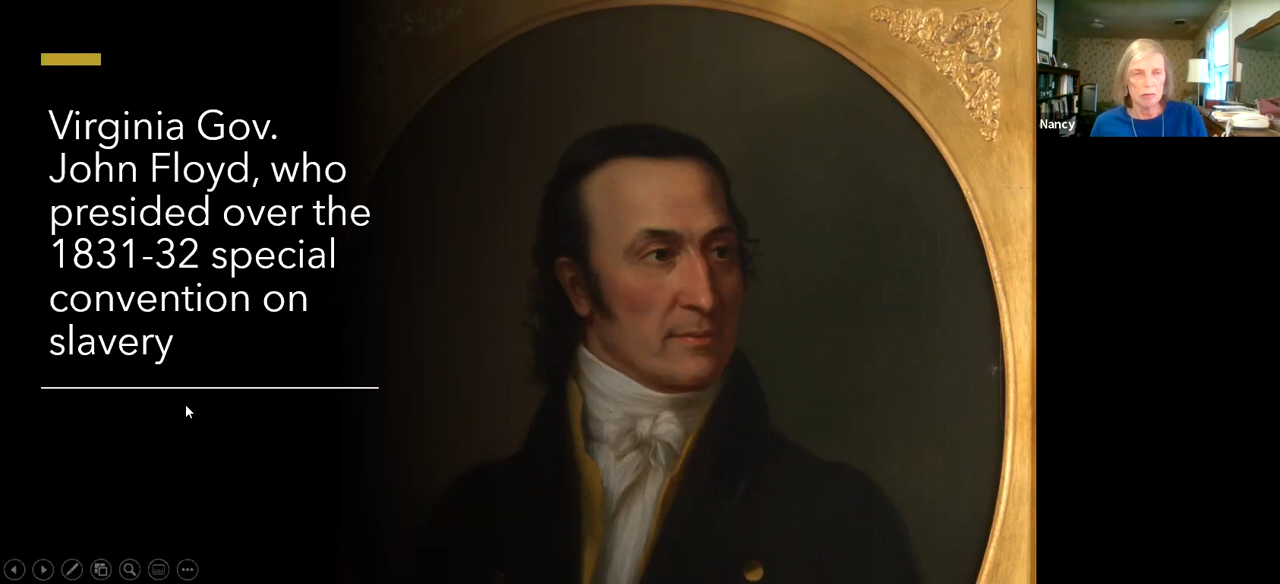 Virginia Gov.
John Floyd, who
presided over the
1831-32 special
convention on
slavery
Nancy